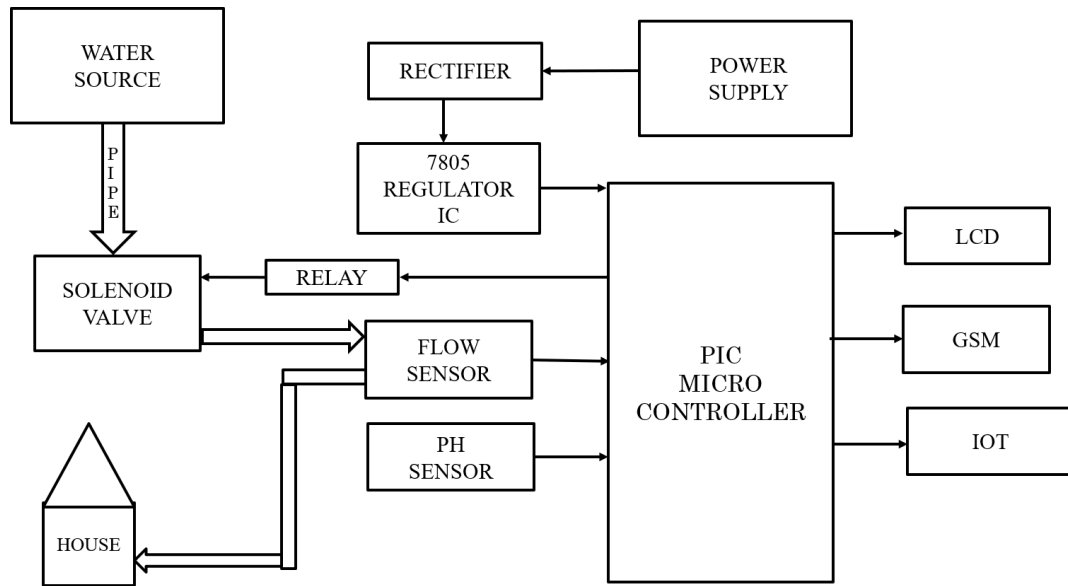 WATER
SOURCE
RECTIFIER
POWER
SUPPLY
PIPE
7805
REGULATOR
IC
LCD
SOLENOID
VALVE
RELAY
FLOW
SENSOR
PIC
MICRO
CONTROLLER
GSM
PH
SENSOR
IOT
HOUSE